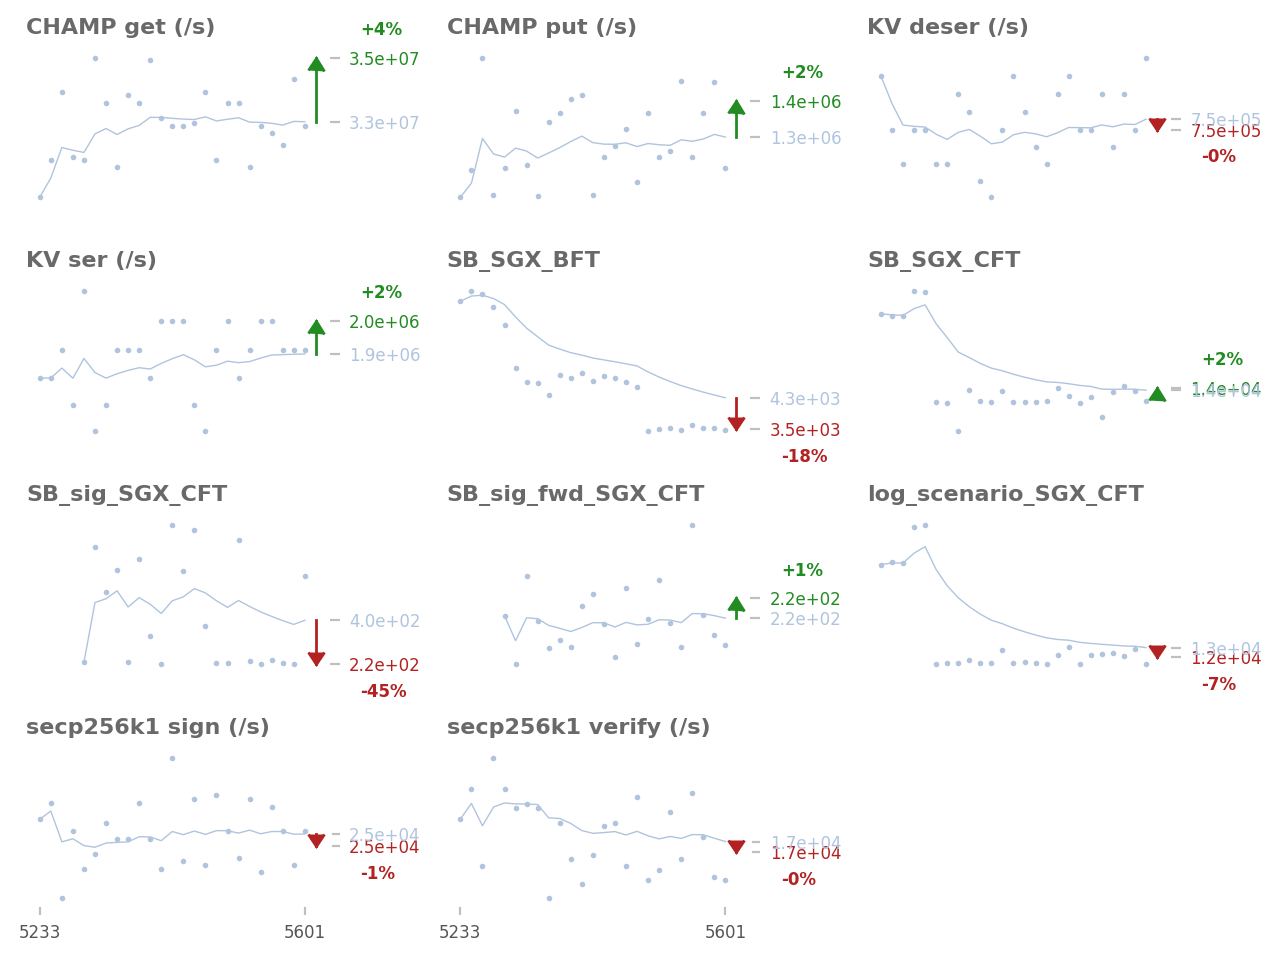 CHAMP get (/s)
+4%
3.5e+07
3.3e+07
CHAMP put (/s)
+2%
1.4e+06
1.3e+06
KV deser (/s)
7.5e+05
7.5e+05
-0%
KV ser (/s)
+2%
2.0e+06
1.9e+06
SB_SGX_BFT
4.3e+03
3.5e+03
-18%
SB_SGX_CFT
+2%
1.4e+04
1.4e+04
SB_sig_SGX_CFT
4.0e+02
2.2e+02
-45%
SB_sig_fwd_SGX_CFT
+1%
2.2e+02
2.2e+02
log_scenario_SGX_CFT
1.3e+04
1.2e+04
-7%
secp256k1 sign (/s)
2.5e+04
2.5e+04
-1%
5233
5601
secp256k1 verify (/s)
1.7e+04
1.7e+04
-0%
5233
5601